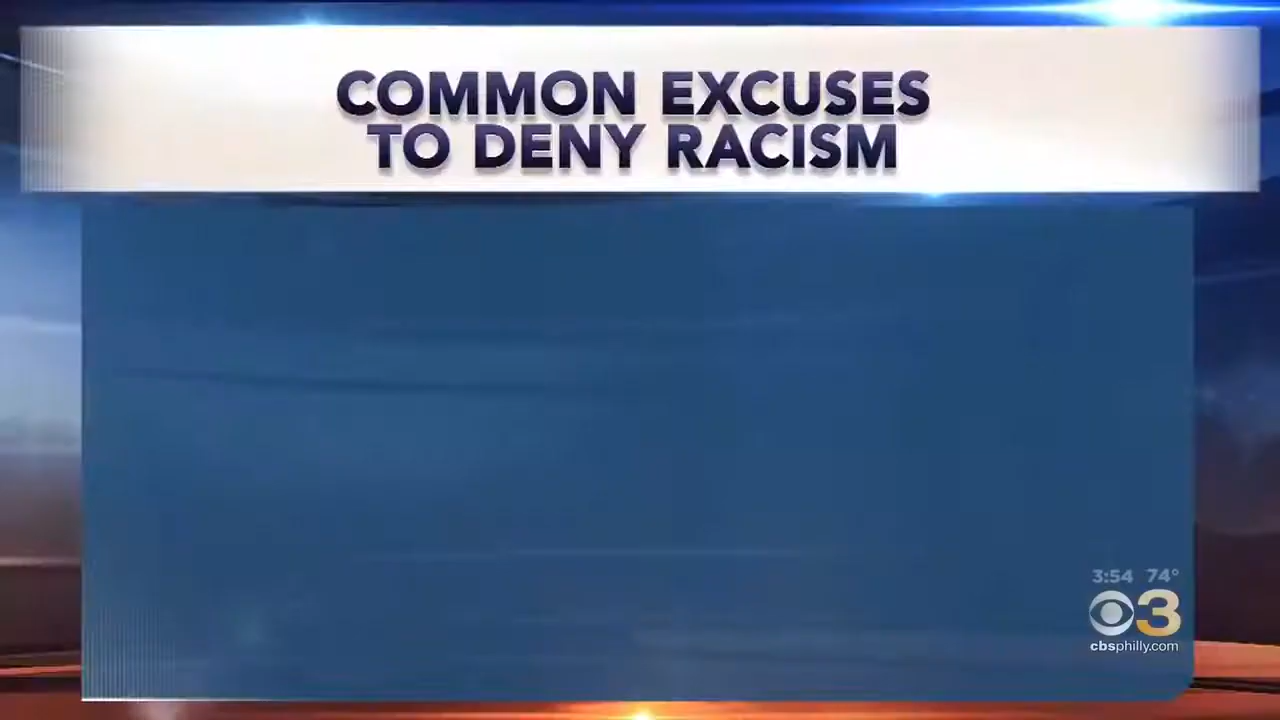 COMMON EXCUSES
TO DENY RACISM
3:54 74°
3
cbsphilly.com